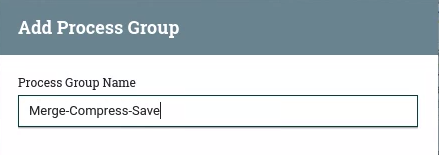 Add Process Group
Process Group Name
Merge-Compress-Save